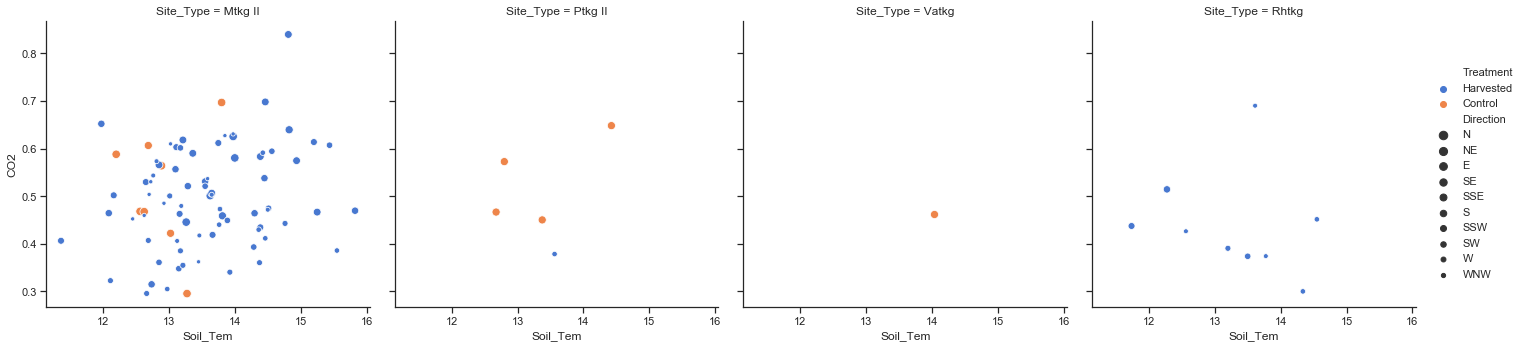 Site_Type = Mtkg II
Site_Type = Ptkg II
Site_Type = Vatkg
Site_Type = Rhtkg
CO2
0.8
0.7
0.6
0.5
0.4
0.3
12 13 14 15 16
Soil_Tem
12 13 14 15 16
Soil_Tem
12 13 14 15 16
Soil_Tem
12 13 14 15 16
Soil_Tem
Treatment
Harvested
Control
Direction
N
NE
E
SE
SSE
S
SSW
SW
W
WNW